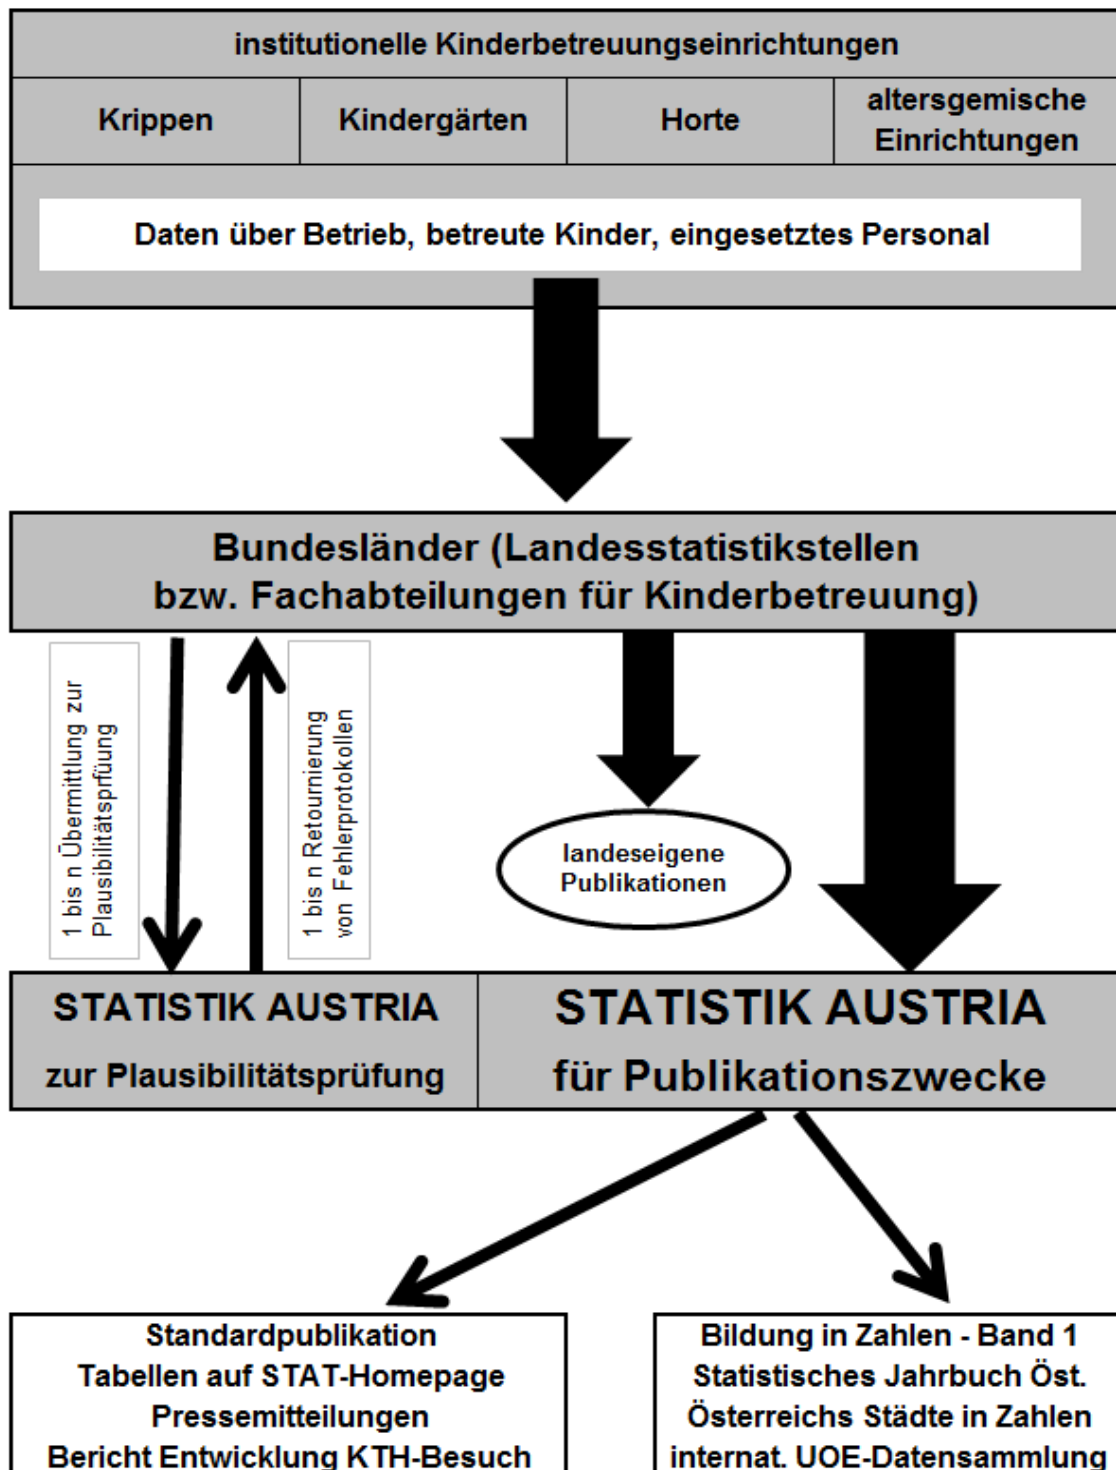 institutionelle Kinderbetreuungseinrichtungen
Krippen
Kindergärten
Horte
altersgemische
Einrichtungen
Daten über Betrieb, betreute Kinder, eingesetztes Personal
Bundesländer (Landesstatistikstellen
bzw. Fachabteilungen für Kinderbetreuung)
1 bis n Übermittlung zur
Plausibilitätsprfüung
1 bis n Retournierung
von Fehlerprotokollen
landeseigene
Publikationen
STATISTIK AUSTRIA
zur Plausibilitätsprüfung
STATISTIK AUSTRIA
für Publikationszwecke
Standardpublikation
Tabellen auf STAT-Homepage
Pressemitteilungen
Bericht Entwicklung KTH-Besuch
Bildung in Zahlen - Band 1
Statistisches Jahrbuch Öst.
Österreichs Städte in Zahlen
internat. UOE-Datensammlung